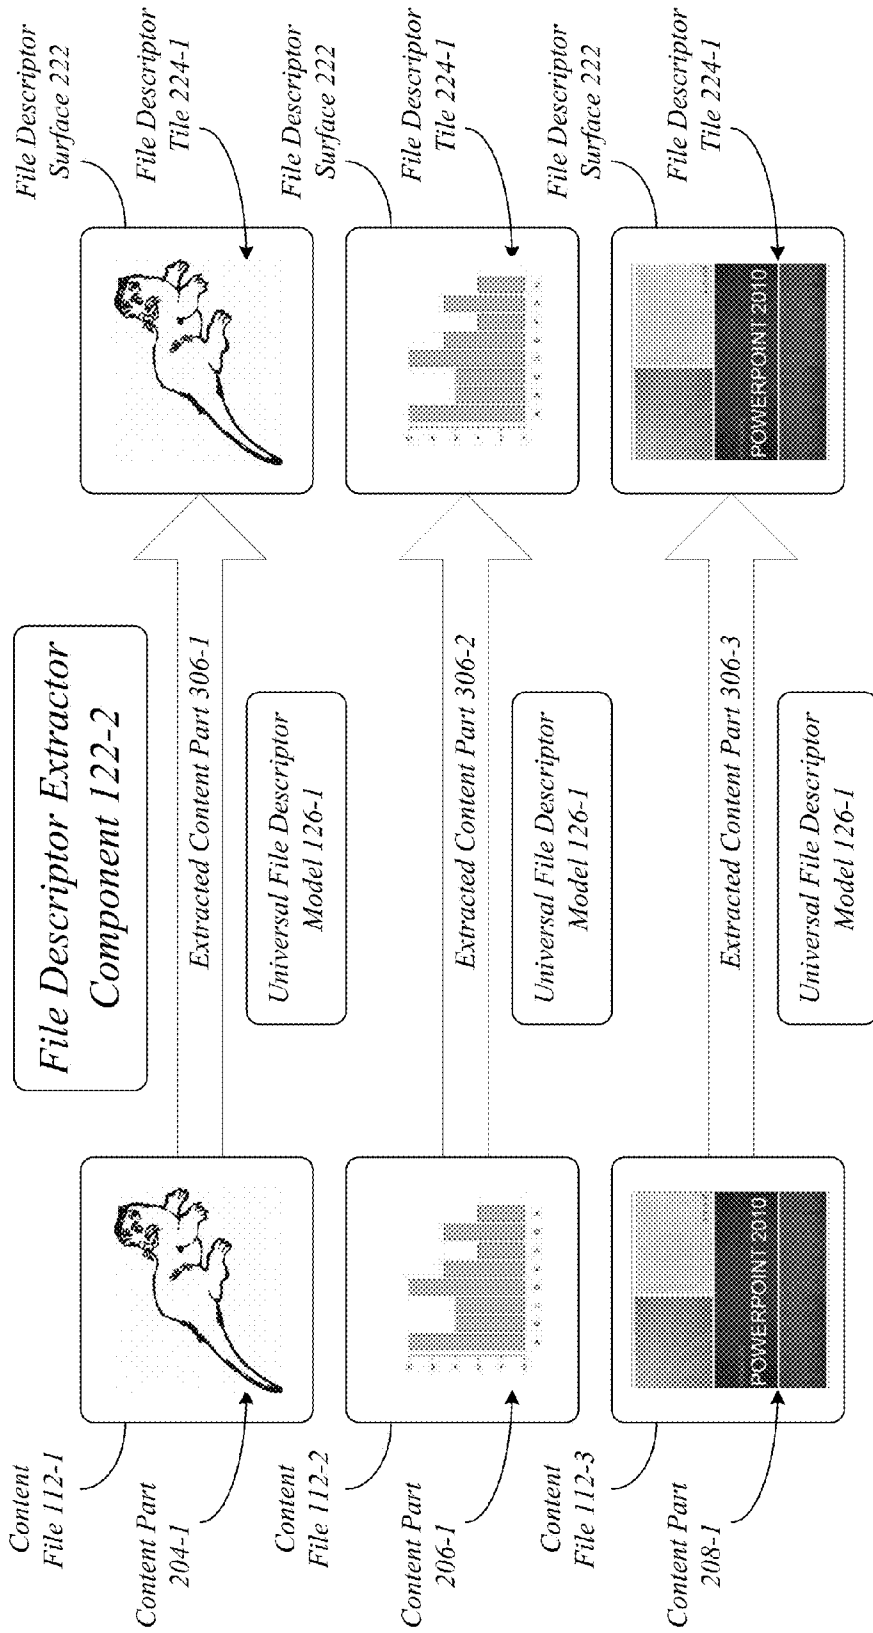 File Descriptor Extractor
Component 122-2
Content
File 112-1
Content Part
204-1
Extracted Content Part 306-1
Universal File Descriptor
Model 126-1
File Descriptor
Surface 222
File Descriptor
Tile 224-1
Content
File 112-2
Content Part
206-1
Extracted Content Part 306-2
Universal File Descriptor
Model 126-1
File Descriptor
Surface 222
File Descriptor
Tile 224-1
Content
File 112-3
Content Part
208-1
POWERPOINT 2010
Extracted Content Part 306-3
Universal File Descriptor
Model 126-1
POWERPOINT 2010
File Descriptor
Surface 222
File Descriptor
Tile 224-1